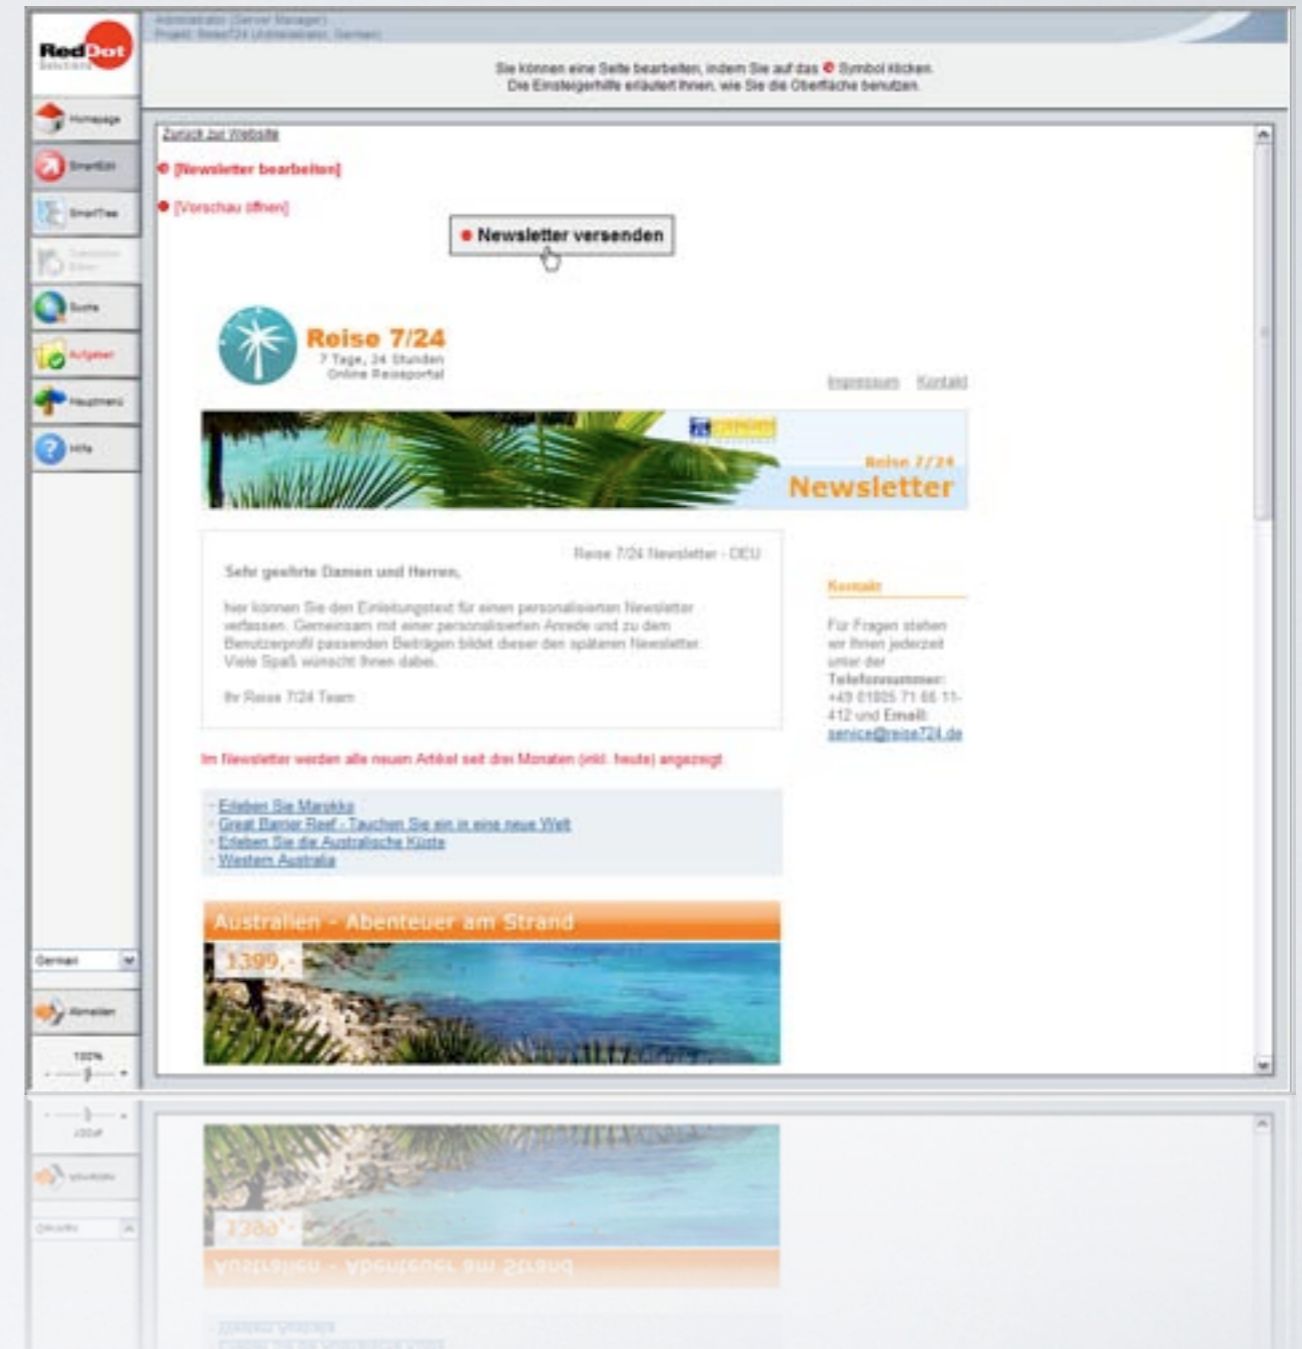 RedDot
Administrator (Server Manager)
Projekt: Reise724 (Administrator, German)
Sie können eine Seite bearbeiten, indem Sie auf das Symbol klicken.
Die Einsteigerhilfe erläutert Ihnen, wie Sie die Oberfläche benutzen.
Homepage
SmartEdit
SmartTree
Suche
Aufgaben
Hauptmenü
Hilfe
German
Abmelden
100%
- +
Zurück zur Website
[Newsletter bearbeiten]
[Vorschau öffnen]
Newsletter versenden
Reise 7/24
7 Tage, 24 Stunden
Online Reiseportal
Impressum Kontakt
Reise 7/24
Newsletter
Reise 7/24 Newsletter - DEU
Sehr geehrte Damen und Herren,
hier können Sie den Einleitungstext für einen personalisierten Newsletter
verfassen. Gemeinsam mit einer personalisierten Anrede und zu dem
Benutzerprofil passenden Beiträgen bildet dieser den späteren Newsletter.
Viele Spaß wünscht Ihnen dabei,
Ihr Reise 7/24 Team
Kontakt
Für Fragen stehen
wir Ihnen jederzeit
unter der
Telefonnummer:
+49 01805 71 66 11-
412 und Email:
service@reise724.de
Im Newsletter werden alle neuen Artikel seit drei Monaten (inkl. heute) angezeigt
- Erleben Sie Marokko
- Great Barrier Reef - Tauchen Sie ein in eine neue Welt
- Erleben Sie die Australische Küste
- Western Australia
Australien - Abenteuer am Strand
1399,-